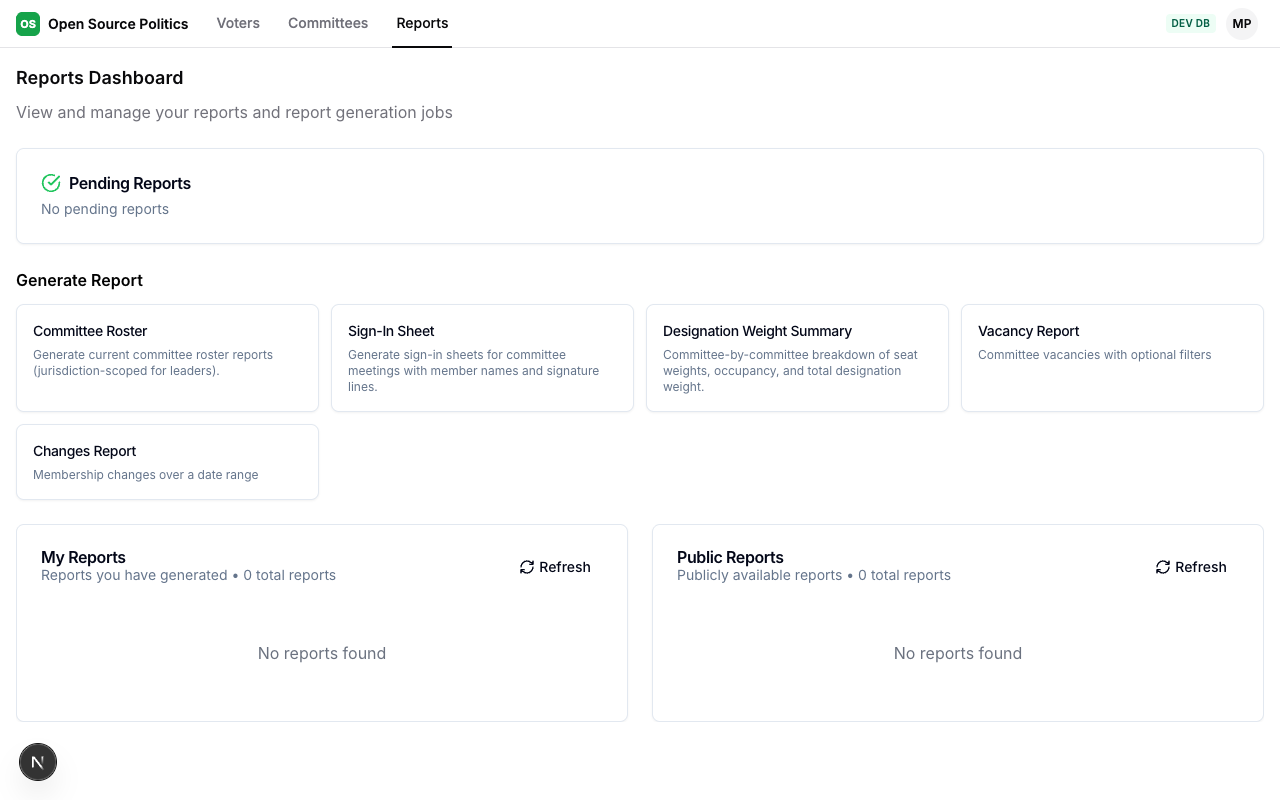 OS Open Source Politics Voters Committees Reports DEV DB MP
Reports Dashboard
View and manage your reports and report generation jobs
Pending Reports
No pending reports
Generate Report
Committee Roster
Generate current committee roster reports
(jurisdiction-scoped for leaders).
Sign-In Sheet
Generate sign-in sheets for committee
meetings with member names and signature
lines.
Designation Weight Summary
Committee-by-committee breakdown of seat
weights, occupancy, and total designation
weight.
Vacancy Report
Committee vacancies with optional filters
Changes Report
Membership changes over a date range
My Reports
Reports you have generated • 0 total reports
Refresh
No reports found
Public Reports
Publicly available reports • 0 total reports
Refresh
No reports found
N